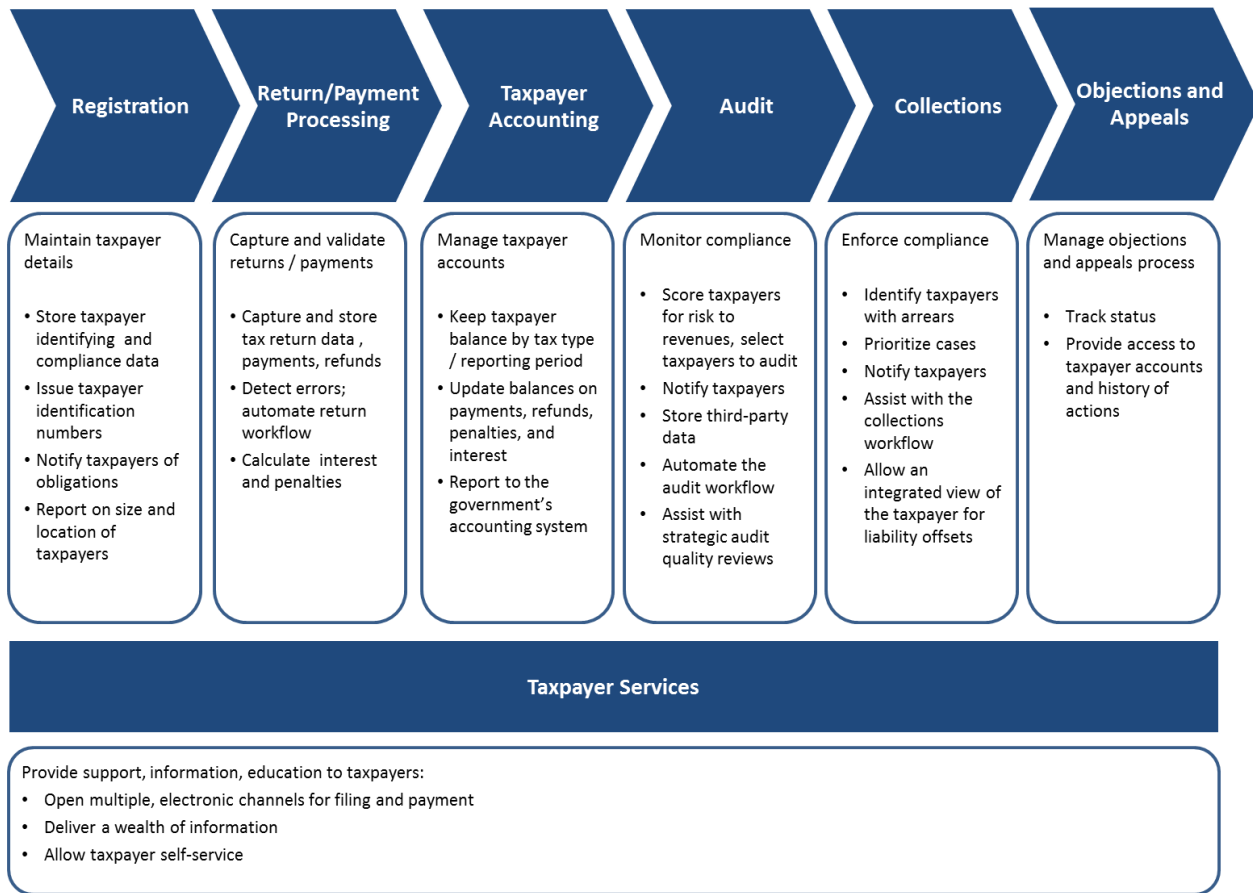 Registration
Return/Payment
Processing
Taxpayer
Accounting
Audit
Collections
Objections and
Appeals
Maintain taxpayer
details
• Store taxpayer
identifying and
compliance data
• Issue taxpayer
identification
numbers
• Notify taxpayers of
obligations
• Report on size and
location of
taxpayers
Capture and validate
returns / payments
• Capture and store
tax return data ,
payments, refunds
• Detect errors;
automate return
workflow
• Calculate interest
and penalties
Manage taxpayer
accounts
• Keep taxpayer
balance by tax type
/ reporting period
• Update balances on
payments, refunds,
penalties, and
interest
• Report to the
government's
accounting system
Monitor compliance
• Score taxpayers
for risk to
revenues, select
taxpayers to audit
• Notify taxpayers
• Store third-party
data
• Automate the
audit workflow
• Assist with
strategic audit
quality reviews
Enforce compliance
• Identify taxpayers
with arrears
• Prioritize cases
• Notify taxpayers
• Assist with the
collections
workflow
• Allow an
integrated view of
the taxpayer for
liability offsets
Manage objections
and appeals process
• Track status
• Provide access to
taxpayer accounts
and history of
actions
Taxpayer Services
Provide support, information, education to taxpayers:
• Open multiple, electronic channels for filing and payment
• Deliver a wealth of information
• Allow taxpayer self-service